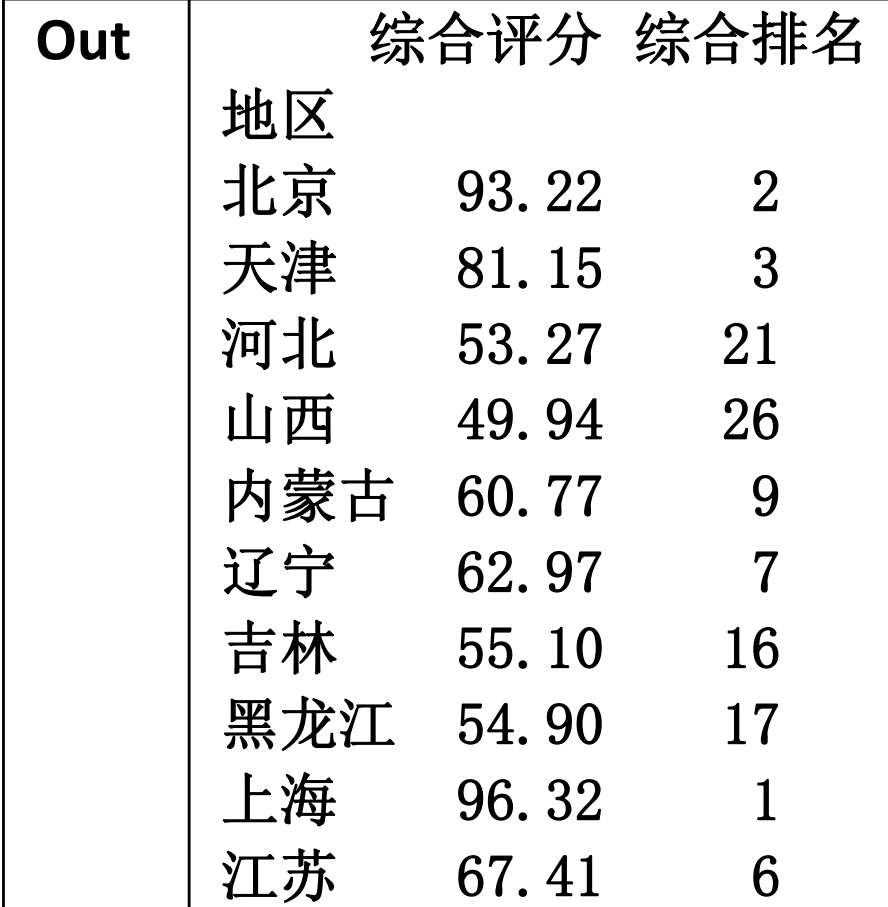 Out 综合评分 综合排名
地区
北京 93.22 2
天津 81.15 3
河北 53.27 21
山西 49.94 26
内蒙古 60.77 9
辽宁 62.97 7
吉林 55.10 16
黑龙江 54.90 17
上海 96.32 1
江苏 67.41 6